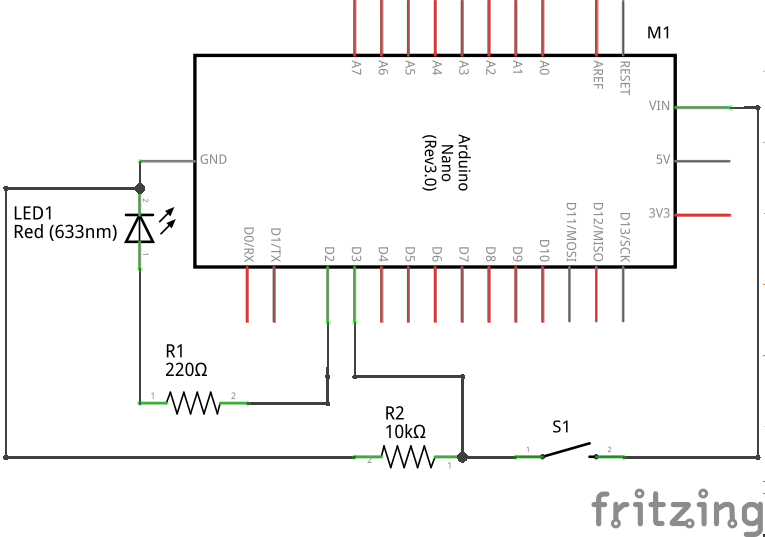 M1
A7
A6
A5
A4
A3
A2
A1
A0
AREF
RESET
VIN
Arduino
Nano
(Rev3.0)
GND
5V
3V3
2
LED1
Red (633nm)
1
D0/RX
D1/TX
D2
D3
D4
D5
D6
D7
D8
D9
D10
D11/MOSI
D12/MISO
D13/SCK
R1
220Ω
1
2
R2
10kΩ
2
1
S1
1
2
fritzing